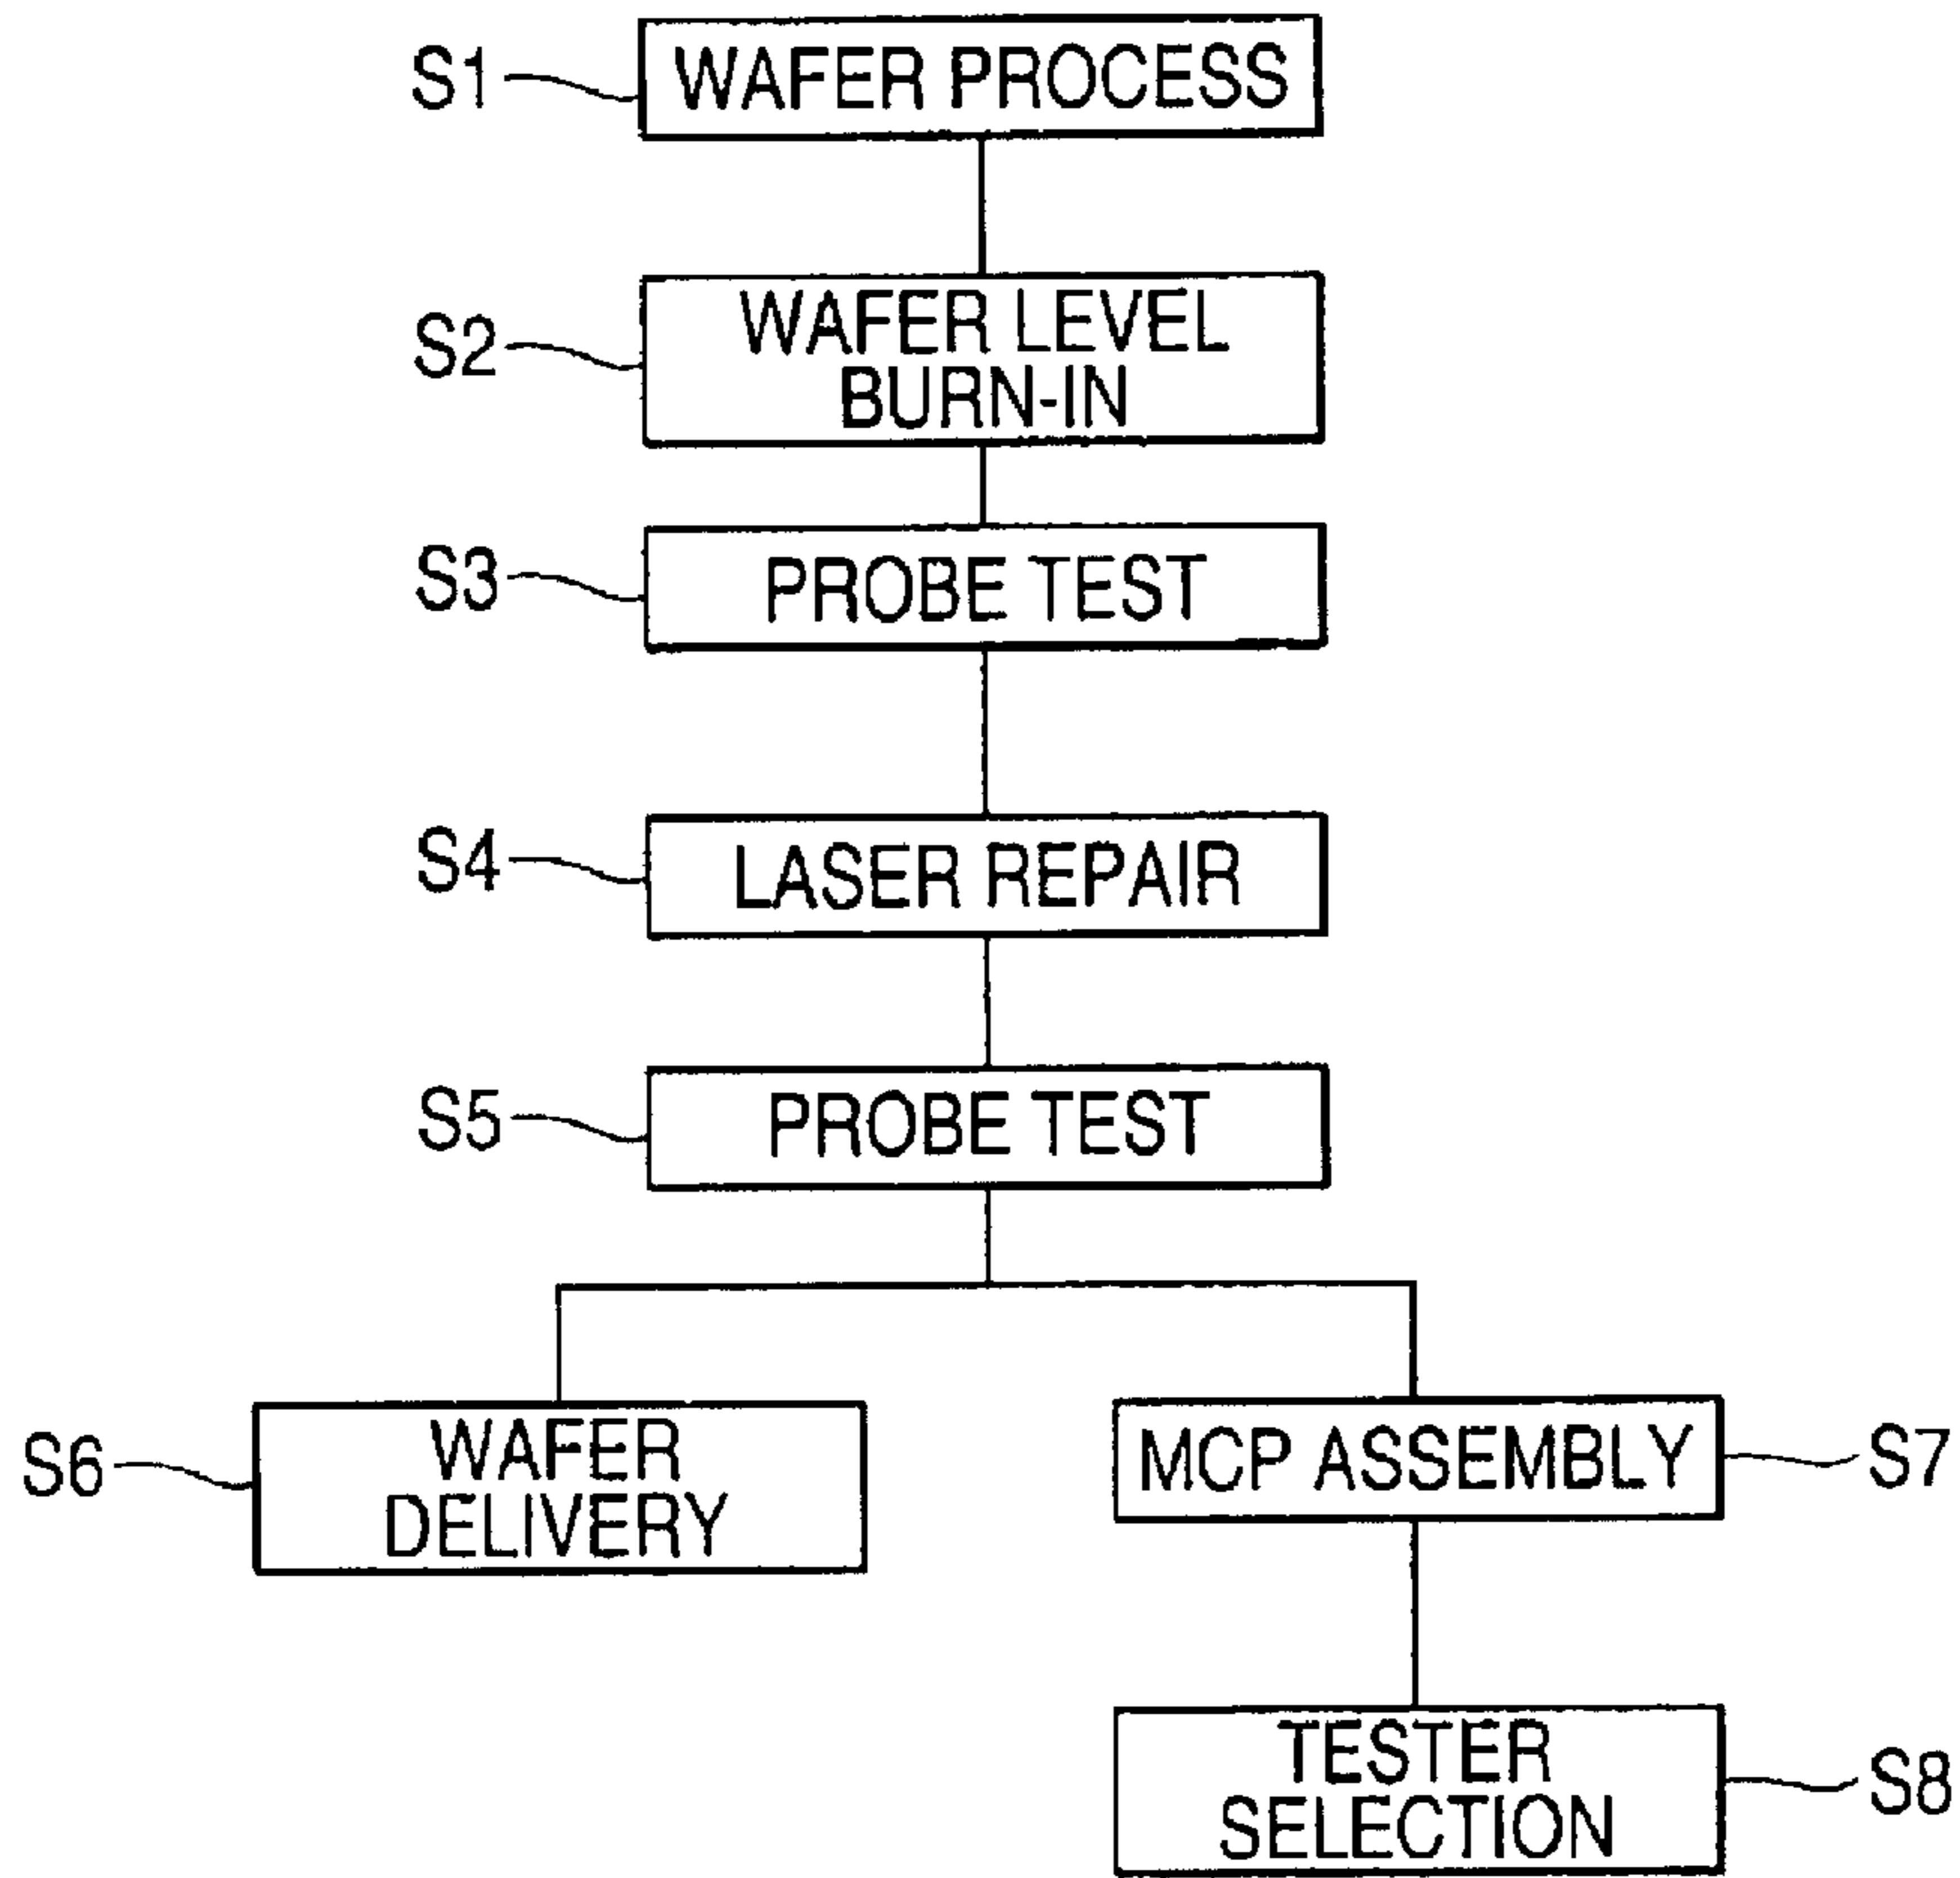 S1
WAFER PROCESS
S2
WAFER LEVEL
BURN-IN
S3
PROBE TEST
S4
LASER REPAIR
S5
PROBE TEST
S6
WAFER
DELIVERY
MCP ASSEMBLY
S7
TESTER
SELECTION
S8